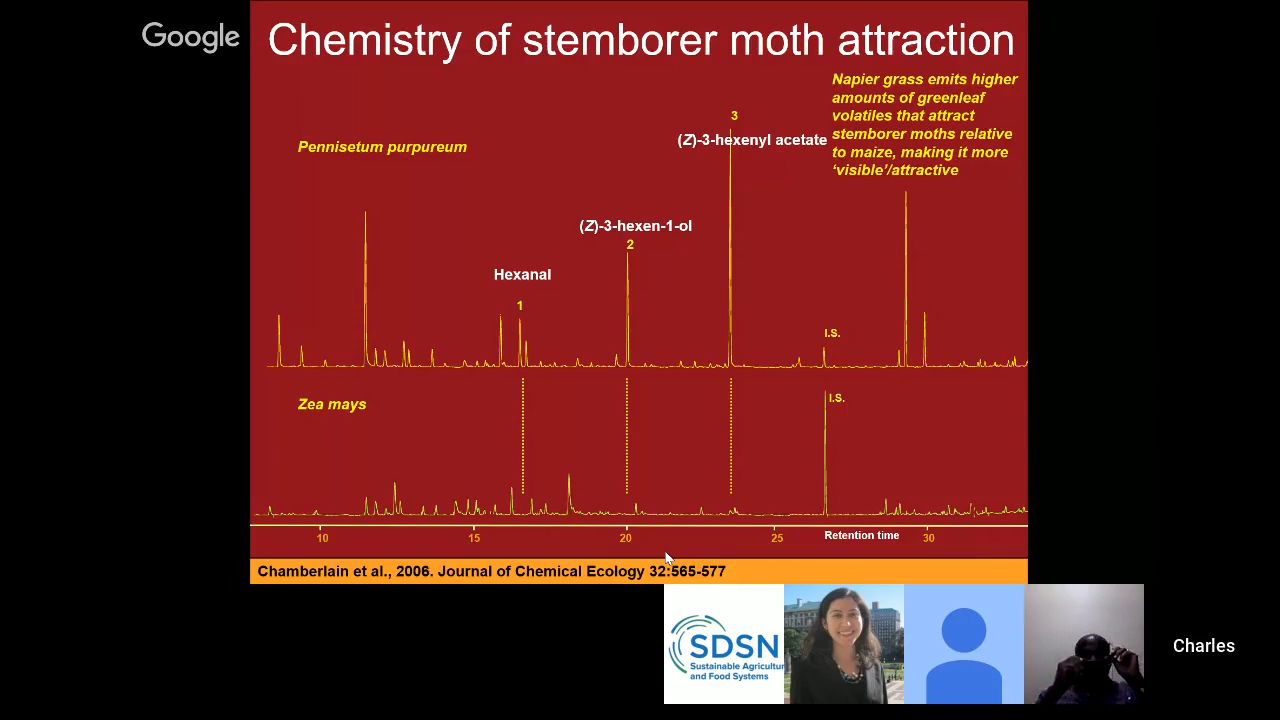 Google
Chemistry of stemborer moth attraction
Napier grass emits higher
amounts of greenleaf
volatiles that attract
stemborer moths relative
to maize, making it more
‘visible’/attractive
3
(Z)-3-hexenyl acetate
Pennisetum purpureum
(Z)-3-hexen-1-ol
2
Hexanal
1
I.S.
Zea mays
I.S.
10 15 20 25 Retention time 30
Chamberlain et al., 2006. Journal of Chemical Ecology 32:565-577
SDSN
Sustainable Agricultur
and Food Systems
Charles